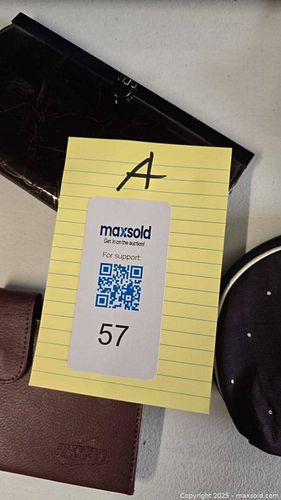 A
maxsold
Get in on the auction!
For support:
57
Copyright 2025 - maxsold.com